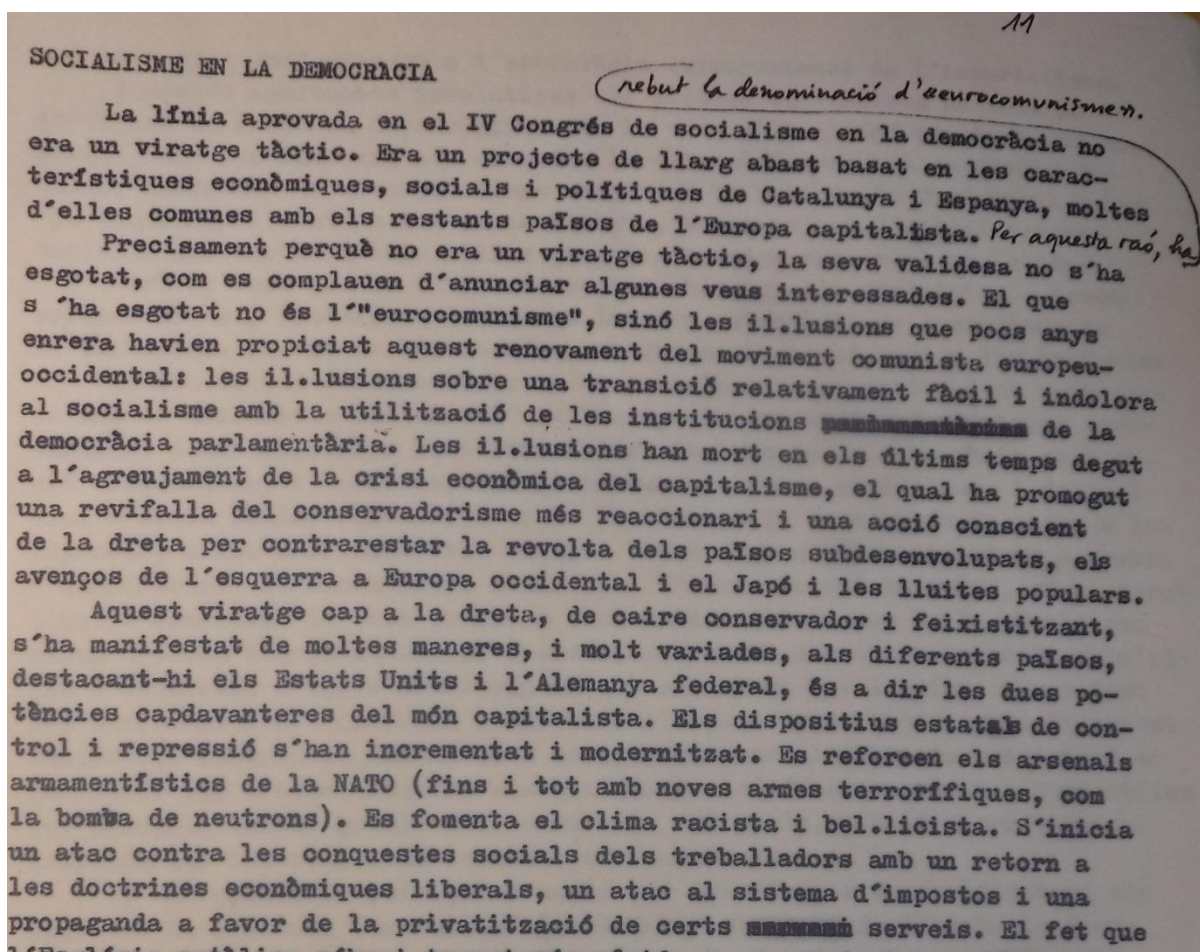 11
SOCIALISME EN LA DEMOCRÀCIA
rebut la denominació d'«eurocomunisme».
La línia aprovada en el IV Congrés de socialisme en la democràcia no
era un viratge tàctic. Era un projecte de llarg abast basat en les carac-
terístiques econòmiques, socials i polítiques de Catalunya i Espanya, moltes
d'elles comunes amb els restants països de l'Europa capitalista. Per aquesta raó, ha
Precisament perquè no era un viratge tàctic, la seva validesa no s'ha
esgotat, com es complauen d'anunciar algunes veus interessades. El que
s 'ha esgotat no és l'"eurocomunisme", sinó les il.lusions que pocs anys
enrera havien propiciat aquest renovament del moviment comunista europeu-
occidental: les il.lusions sobre una transició relativament fàcil i indolora
al socialisme amb la utilització de les institucions de la
democràcia parlamentària. Les il.lusions han mort en els últims temps degut
a l'agreujament de la crisi econòmica del capitalisme, el qual ha promogut
una revifalla del conservadorisme més reaccionari i una acció conscient
de la dreta per contrarestar la revolta dels països subdesenvolupats, els
avenços de l'esquerra a Europa occidental i el Japó i les lluites populars.
Aquest viratge cap a la dreta, de caire conservador i feixistitzant,
s'ha manifestat de moltes maneres, i molt variades, als diferents països,
destacant-hi els Estats Units i l'Alemanya federal, és a dir les dues po-
tències capdavanteres del món capitalista. Els dispositius estatals de con-
trol i repressió s'han incrementat i modernitzat. Es reforcen els arsenals
armamentístics de la NATO (fins i tot amb noves armes terrorífiques, com
la bomba de neutrons). Es fomenta el clima racista i bel.licista. S'inicia
un atac contra les conquestes socials dels treballadors amb un retorn a
les doctrines econòmiques liberals, un atac al sistema d'impostos i una
propaganda a favor de la privatització de certs serveis. El fet que